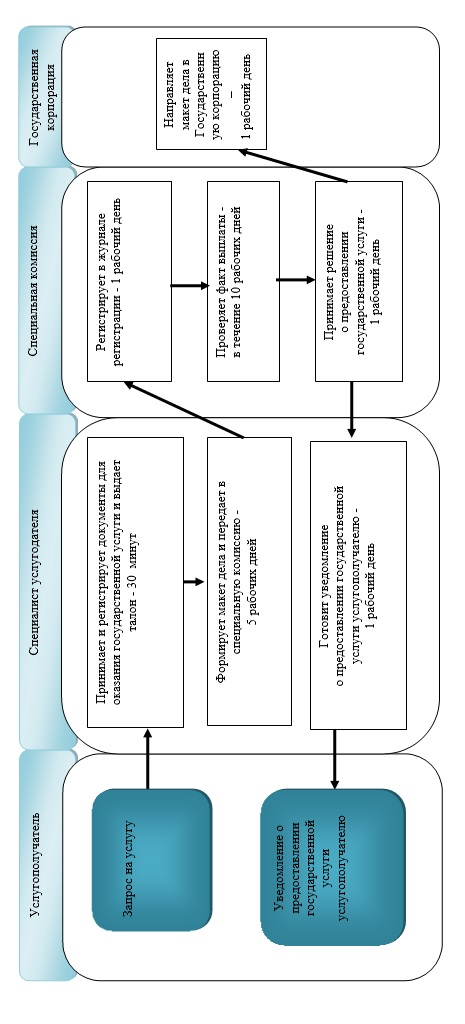 Услугополучатель
Специалист услугодателя
Специальная комиссия
Государственная
корпорация
Запрос на услугу
Принимает и регистрирует документы для
оказания государственной услуги и выдает
талон - 30 минут
Формирует макет дела и передает в
специальную комиссию -
5 рабочих дней
Регистрирует в журнале
регистрации - 1 рабочий день
Проверяет факт выплаты -
в течение 10 рабочих дней
Принимает решение
о предоставлении
государственной услуги -
1 рабочий день
Направляет
макет дела в
Государственн
ую корпорацию
–
1 рабочий день
Готовит уведомление
о предоставлении государственной
услуги услугополучателю -
1 рабочий день
Уведомление о
предоставлении
государственной
услуги
услугополучателю